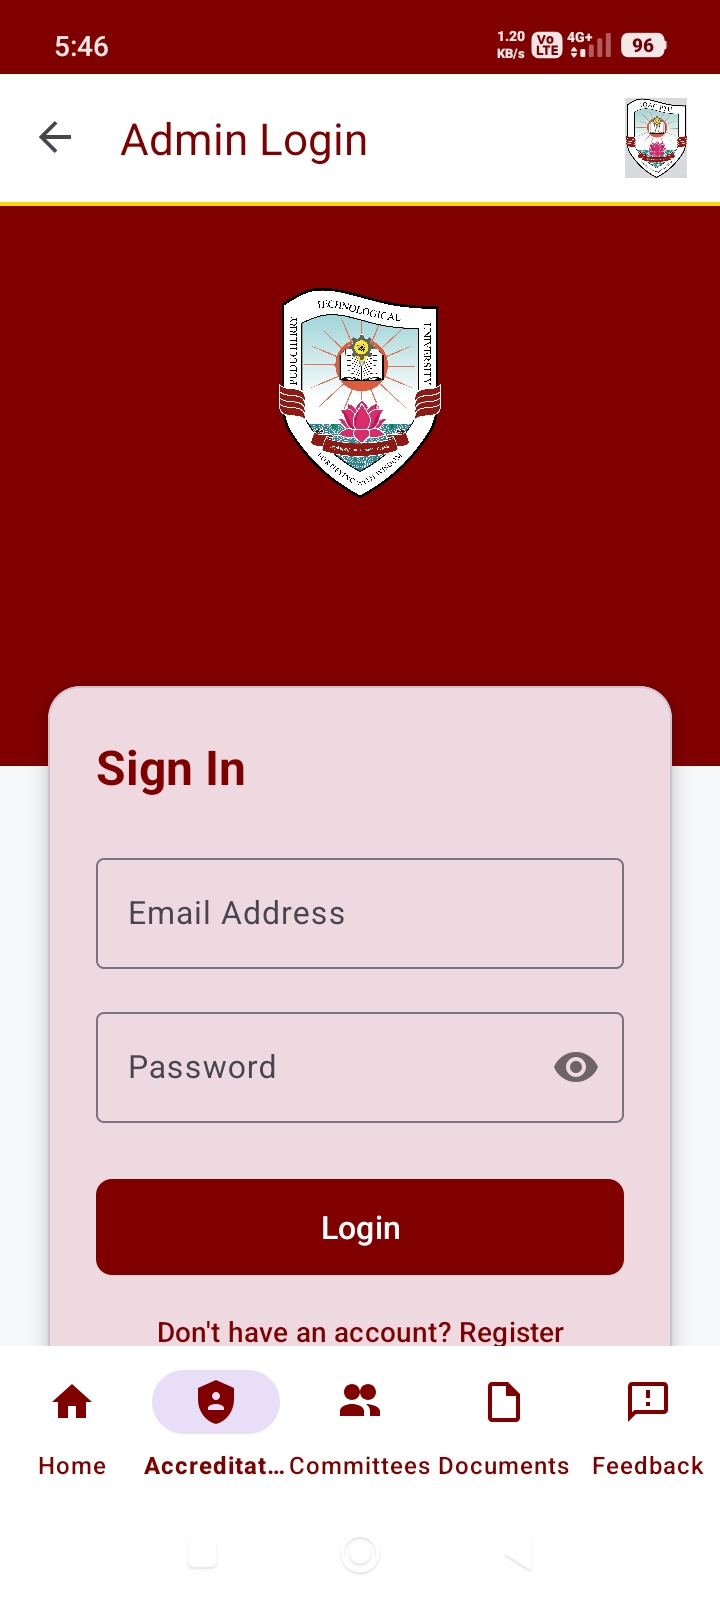 5:46
1.20
KB/s
Vo
LTE
4G+
96
Admin Login
TECHNOLOGICAL
PUDUCHERRY
UNIVERSITY
Sign In
Email Address
Password
Login
Don't have an account? Register
Home
Accreditat...
Committees
Documents
Feedback